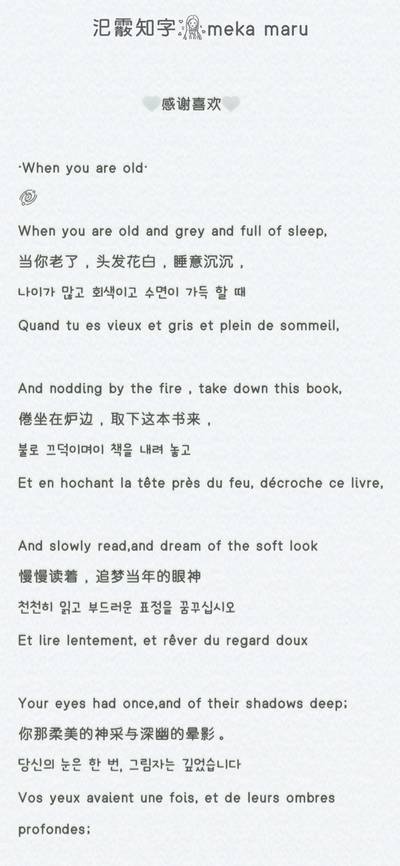 汜霰知字 meka maru
感谢喜欢
·When you are old·
When you are old and grey and full of sleep,
当你老了，头发花白，睡意沉沉，
나이가 많고 회색이고 수면이 가득 할 때
Quand tu es vieux et gris et plein de sommeil,
And nodding by the fire , take down this book,
倦坐在炉边，取下这本书来，
불로 끄덕이며이 책을 내려 놓고
Et en hochant la tête près du feu, décroche ce livre,
And slowly read,and dream of the soft look
慢慢读着，追梦当年的眼神
천천히 읽고 부드러운 표정을 꿈꾸십시오
Et lire lentement, et rêver du regard doux
Your eyes had once,and of their shadows deep;
你那柔美的神采与深幽的晕影。
당신의 눈은 한 번, 그림자는 깊었습니다
Vos yeux avaient une fois, et de leurs ombres
profondes;